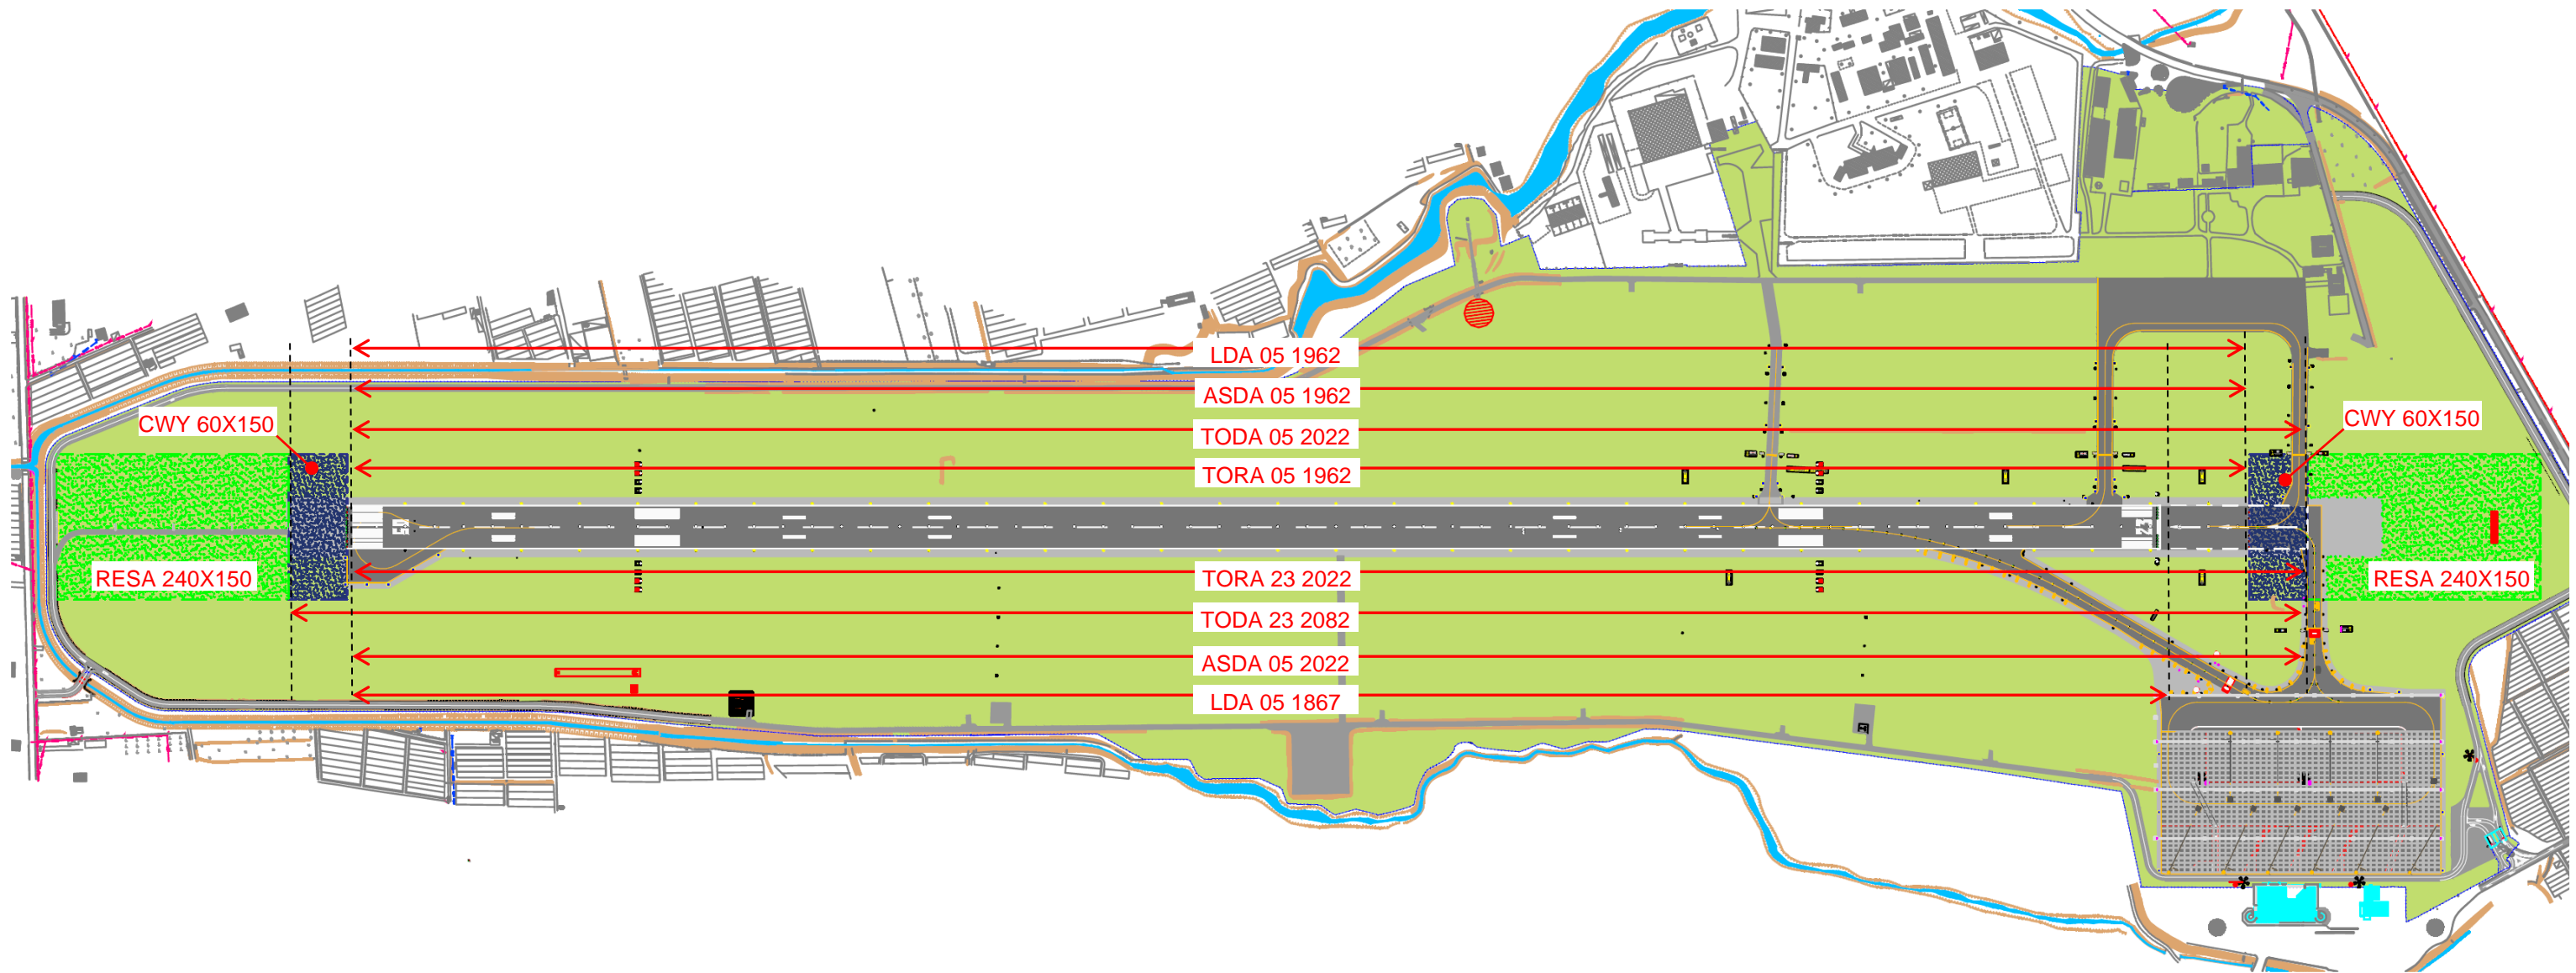 LDA 05 1962
ASDA 05 1962
CWY 60X150
CWY 60X150
TODA 05 2022
TORA 05 1962
RESA 240X150
TORA 23 2022
RESA 240X150
TODA 23 2082
ASDA 05 2022
LDA 05 1867